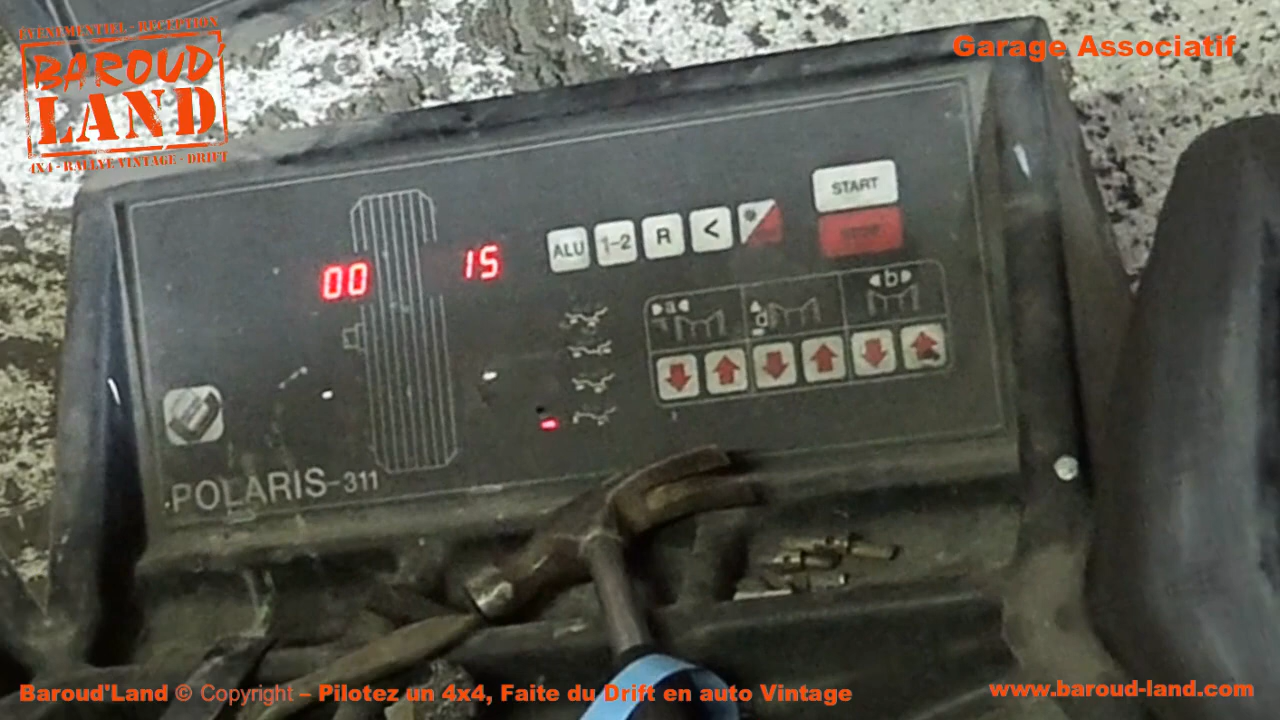 ÉVÉNEMENTIEL - RÉCEPTION
BAROUD'
LAND
4X4 - RALLYE VINTAGE - DRIFT
Garage Associatif
START
STOP
ALU
1-2
R
<
00
15
a
d
b
POLARIS-311
Baroud'Land © Copyright – Pilotez un 4x4, Faite du Drift en auto Vintage
www.baroud-land.com